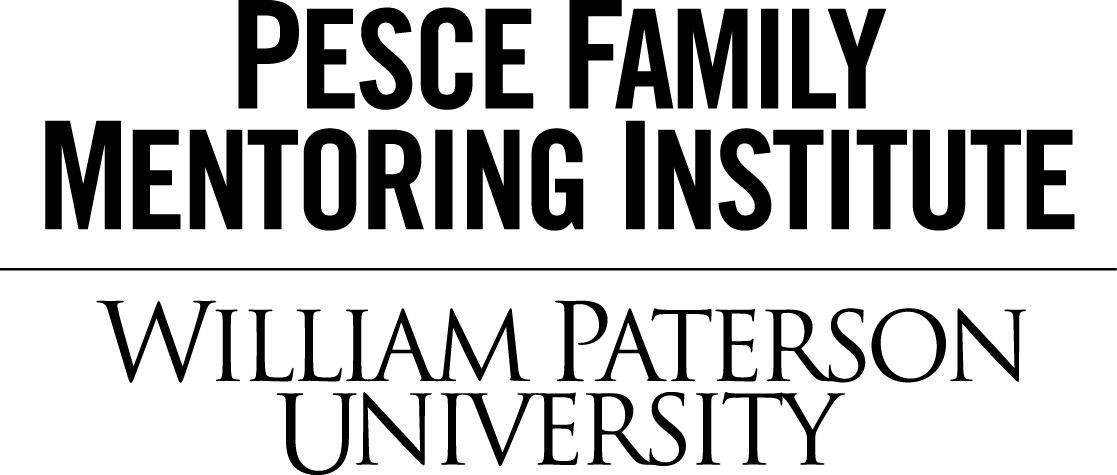 PESCE FAMILY
MENTORING INSTITUTE
WILLIAM PATERSON
UNIVERSITY